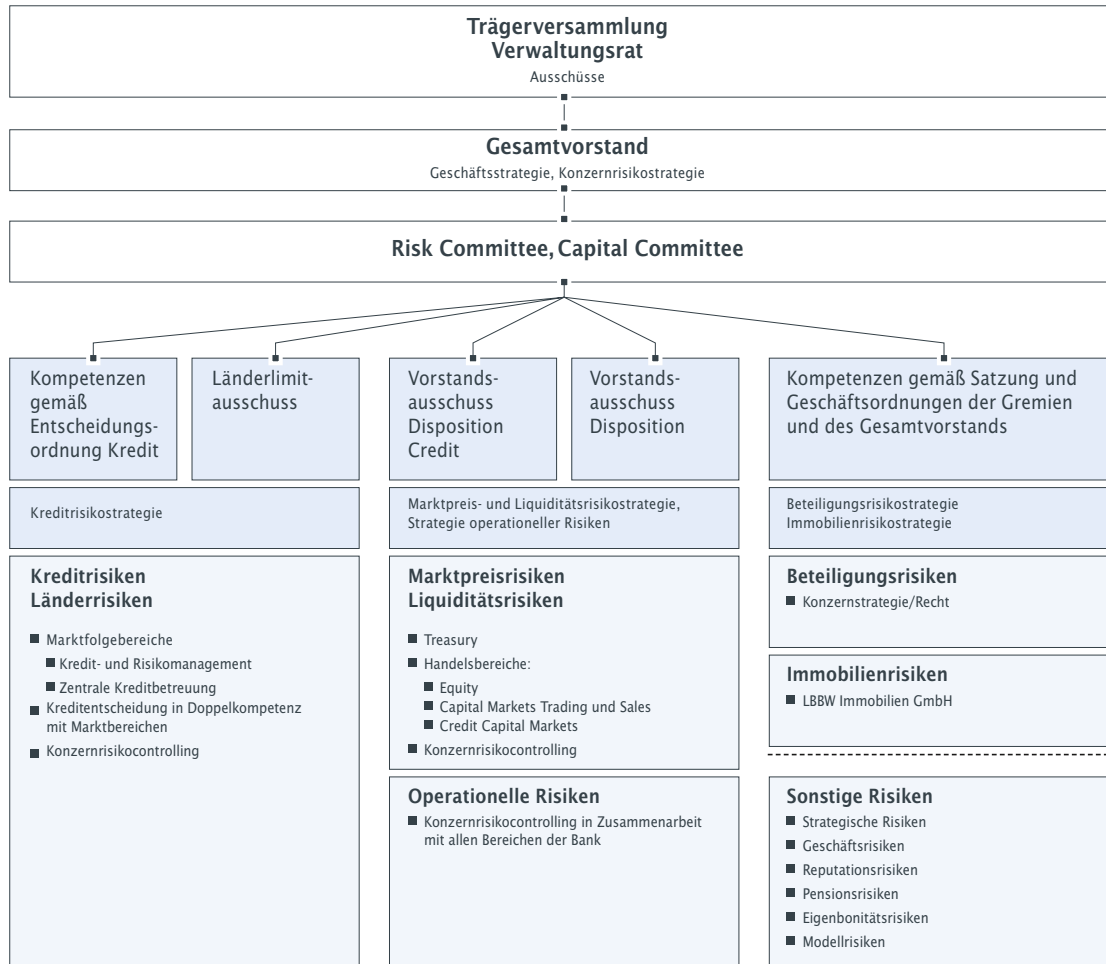 Trägerversammlung
Verwaltungsrat
Ausschüsse
Gesamtvorstand
Geschäftsstrategie, Konzernrisikostrategie
Risk Committee, Capital Committee
Kompetenzen
gemäß
Entscheidungs-
ordnung Kredit
Länderlimit-
ausschuss
Vorstands-
ausschuss
Disposition
Credit
Vorstands-
ausschuss
Disposition
Kompetenzen gemäß Satzung und
Geschäftsordnungen der Gremien
und des Gesamtvorstands
Kreditrisikostrategie
Marktpreis- und Liquiditätsrisikostrategie,
Strategie operationeller Risiken
Beteiligungsrisikostrategie
Immobilienrisikostrategie
Kreditrisiken
Länderrisiken
Marktfolgebereiche
Kredit- und Risikomanagement
Zentrale Kreditbetreuung
Kreditentscheidung in Doppelkompetenz
mit Marktbereichen
Konzernrisikocontrolling
Marktpreisrisiken
Liquiditätsrisiken
Treasury
Handelsbereiche:
Equity
Capital Markets Trading und Sales
Credit Capital Markets
Konzernrisikocontrolling
Operationelle Risiken
Konzernrisikocontrolling in Zusammenarbeit
mit allen Bereichen der Bank
Beteiligungsrisiken
Konzernstrategie/Recht
Immobilienrisiken
LBBW Immobilien GmbH
Sonstige Risiken
Strategische Risiken
Geschäftsrisiken
Reputationsrisiken
Pensionsrisiken
Eigenbonitätsrisiken
Modellrisiken